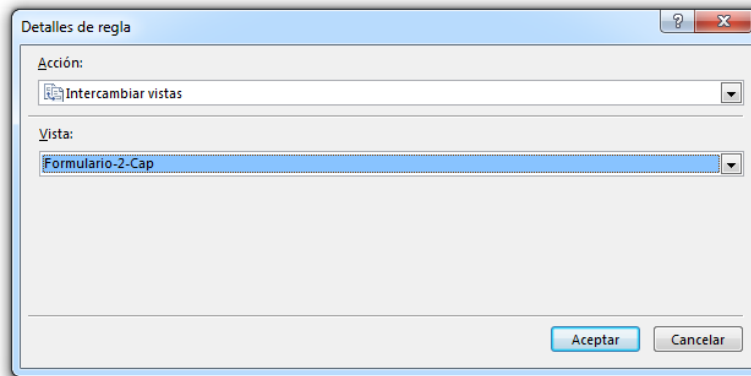 Detalles de regla
Acción:
Intercambiar vistas
Vista:
Formulario-2-Cap
Aceptar Cancelar